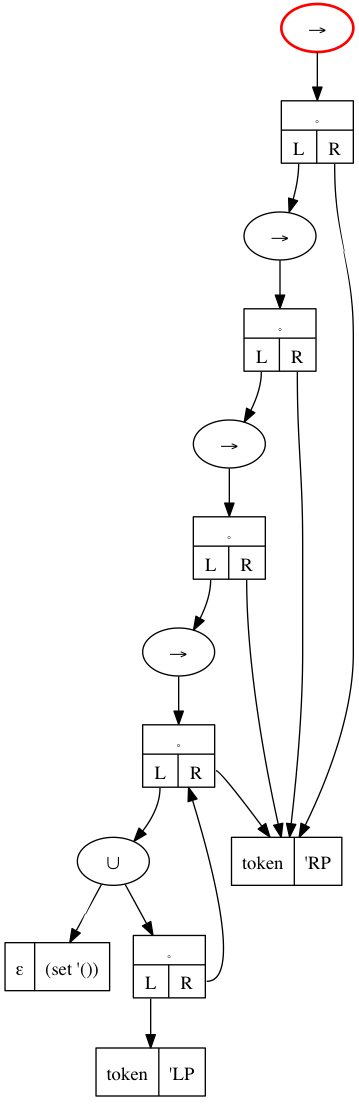 →
∘
L R
→
∘
L R
→
∘
L R
→
∘
L R
∪
token 'RP
ε (set '())
∘
L R
token 'LP